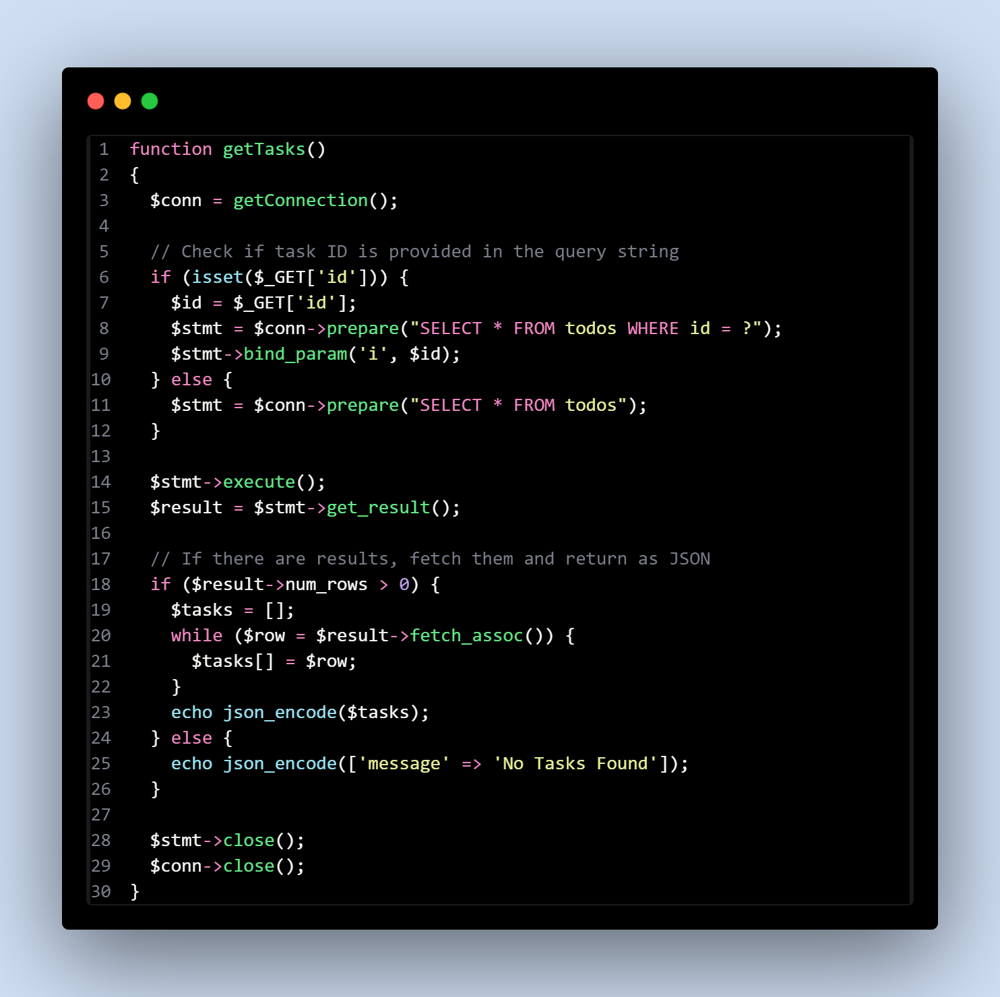 1 function getTasks()
2 {
3   $conn = getConnection();
4
5   // Check if task ID is provided in the query string
6   if (isset($_GET['id'])) {
7     $id = $_GET['id'];
8     $stmt = $conn->prepare("SELECT * FROM todos WHERE id = ?");
9     $stmt->bind_param('i', $id);
10   } else {
11     $stmt = $conn->prepare("SELECT * FROM todos");
12   }
13
14   $stmt->execute();
15   $result = $stmt->get_result();
16
17   // If there are results, fetch them and return as JSON
18   if ($result->num_rows > 0) {
19     $tasks = [];
20     while ($row = $result->fetch_assoc()) {
21       $tasks[] = $row;
22     }
23     echo json_encode($tasks);
24   } else {
25     echo json_encode(['message' => 'No Tasks Found']);
26   }
27
28   $stmt->close();
29   $conn->close();
30 }